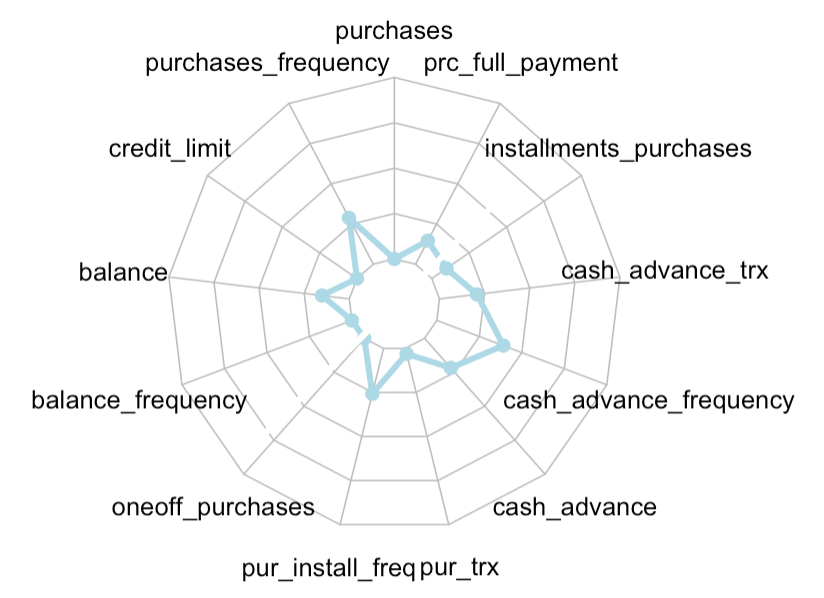 purchases
purchases_frequency prc_full_payment
credit_limit installments_purchases
balance cash_advance_trx
balance_frequency cash_advance_frequency
oneoff_purchases cash_advance
pur_install_freq pur_trx